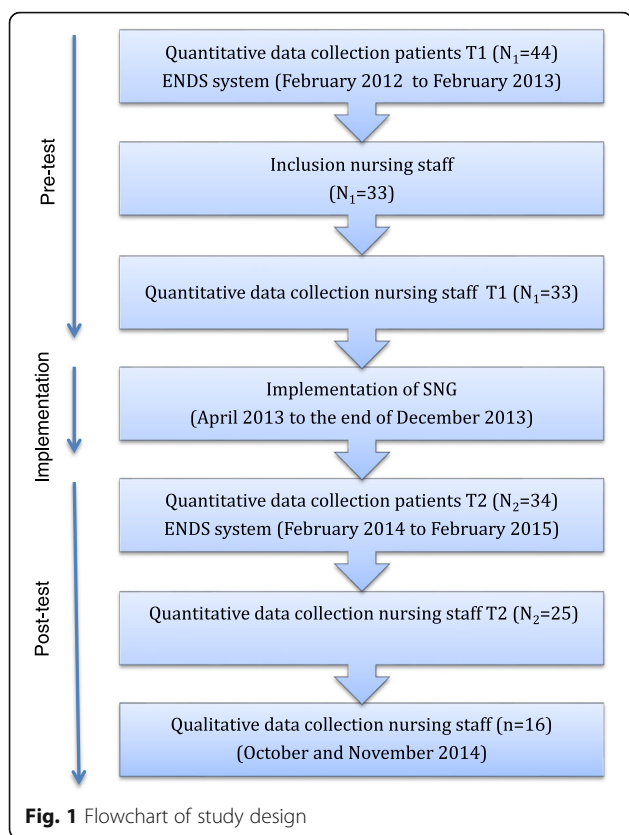 Pre-test
Quantitative data collection patients T1 (N₁=44)
ENDS system (February 2012 to February 2013)
Inclusion nursing staff
(N₁=33)
Quantitative data collection nursing staff T1 (N₁=33)
Implementation
Implementation of SNG
(April 2013 to the end of December 2013)
Post-test
Quantitative data collection patients T2 (N₂=34)
ENDS system (February 2014 to February 2015)
Quantitative data collection nursing staff T2 (N₂=25)
Qualitative data collection nursing staff (n=16)
(October and November 2014)
Fig. 1 Flowchart of study design